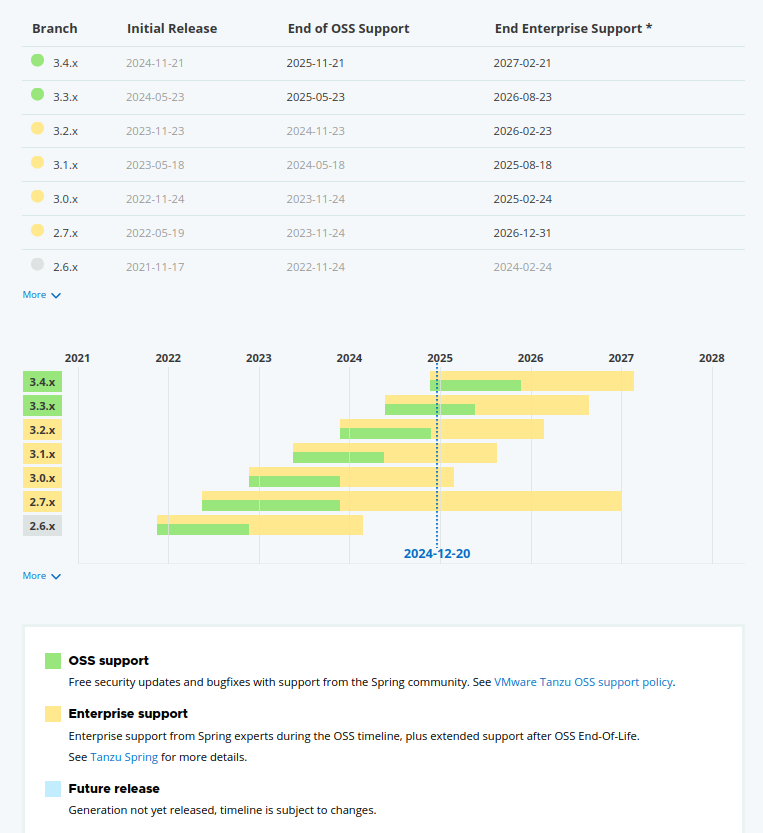 Branch Initial Release End of OSS Support End Enterprise Support *
3.4.x 2024-11-21 2025-11-21 2027-02-21
3.3.x 2024-05-23 2025-05-23 2026-08-23
3.2.x 2023-11-23 2024-11-23 2026-02-23
3.1.x 2023-05-18 2024-05-18 2025-08-18
3.0.x 2022-11-24 2023-11-24 2025-02-24
2.7.x 2022-05-19 2023-11-24 2026-12-31
2.6.x 2021-11-17 2022-11-24 2024-02-24
More
2021 2022 2023 2024 2025 2026 2027 2028
3.4.x
3.3.x
3.2.x
3.1.x
3.0.x
2.7.x
2.6.x
2024-12-20
More
OSS support
Free security updates and bugfixes with support from the Spring community. See VMware Tanzu OSS support policy.
Enterprise support
Enterprise support from Spring experts during the OSS timeline, plus extended support after OSS End-Of-Life.
See Tanzu Spring for more details.
Future release
Generation not yet released, timeline is subject to changes.